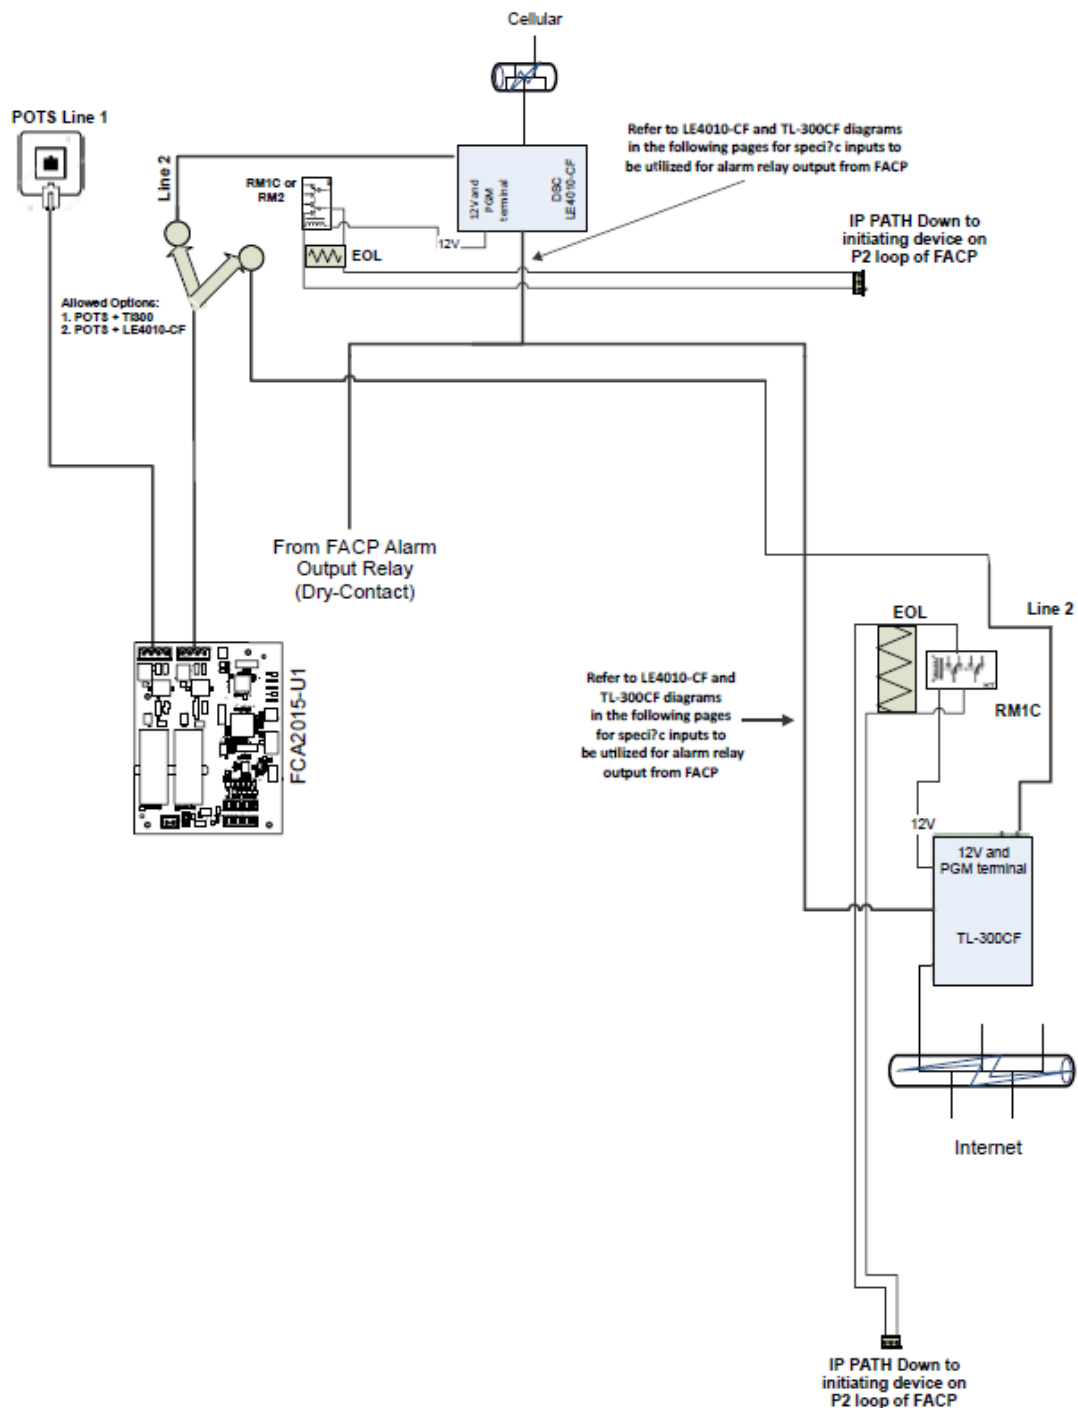 Cellular
POTS Line 1
Line 2
RM1C or
RM2
12V and
PGM
terminal
DSC
LE4010-CF
12V
EOL
Refer to LE4010-CF and TL-300CF diagrams
in the following pages for speci?c inputs to
be utilized for alarm relay output from FACP
IP PATH Down to
initiating device on
P2 loop of FACP
Allowed Options:
1. POTS + TI300
2. POTS + LE4010-CF
From FACP Alarm
Output Relay
(Dry-Contact)
FCA2015-U1
EOL
Line 2
RM1C
Refer to LE4010-CF and
TL-300CF diagrams
in the following pages
for speci?c inputs to
be utilized for alarm relay
output from FACP
12V
12V and
PGM terminal
TL-300CF
Internet
IP PATH Down to
initiating device on
P2 loop of FACP